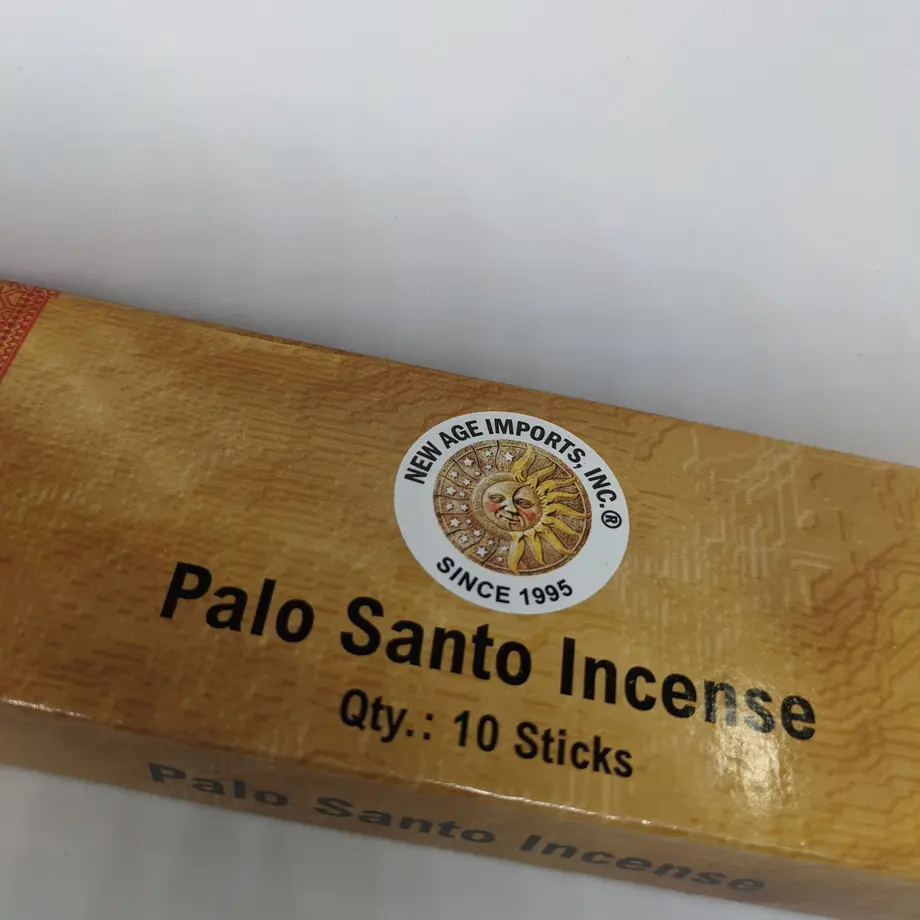 NEW AGE IMPORTS, INC.®
SINCE 1995
Palo Santo Incense
Qty.: 10 Sticks
Palo Santo Incense